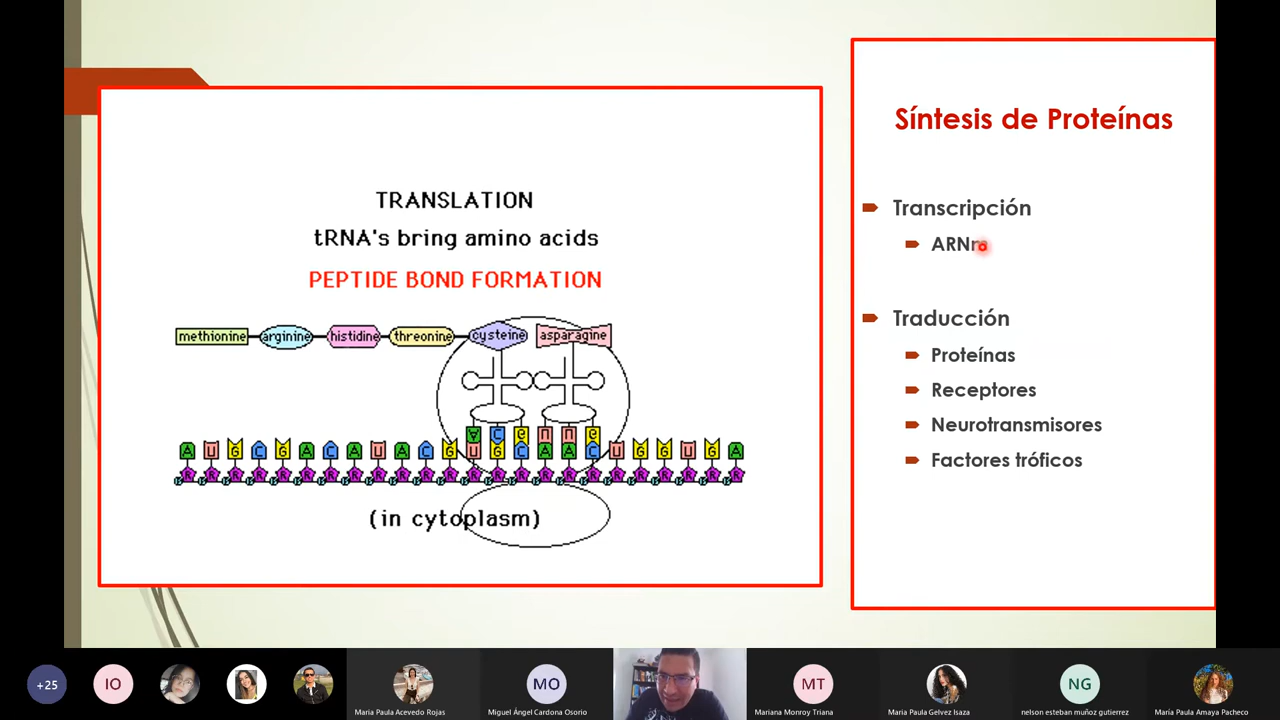 TRANSLATION
tRNA's bring amino acids
PEPTIDE BOND FORMATION
methionine arginine histidine threonine cysteine asparagine
A U G C G A C A U A C G U G C A A C U G G U G A
(in cytoplasm)
Síntesis de Proteínas
Transcripción
ARNm
Traducción
Proteínas
Receptores
Neurotransmisores
Factores tróficos
+25
IO
MO
MT
NG
María Paula Acevedo Rojas
Miguel Ángel Cardona Osorio
Mariana Monroy Triana
Maria Paula Gelvez Isaza
nelson esteban muñoz gutierrez
María Paula Amaya Pacheco